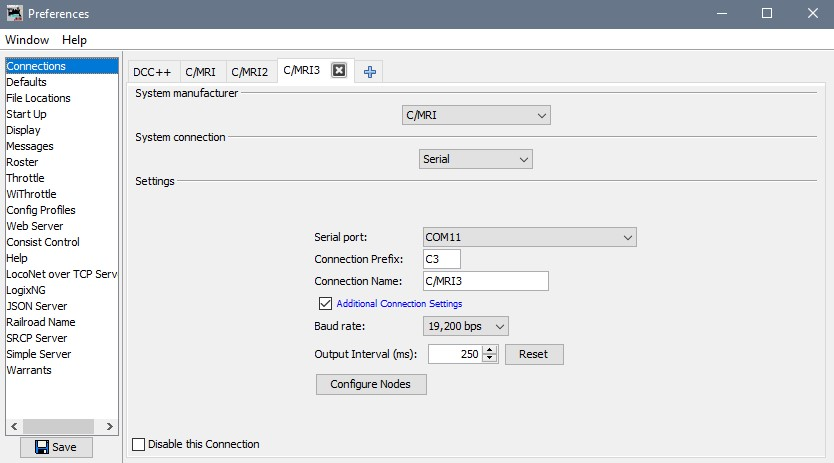 Preferences
Window Help
Connections
Defaults
File Locations
Start Up
Display
Messages
Roster
Throttle
WiThrottle
Config Profiles
Web Server
Consist Control
Help
LocoNet over TCP Serv
LogixNG
JSON Server
Railroad Name
SRCP Server
Simple Server
Warrants
Save
DCC++ C/MRI C/MRI2 C/MRI3
System manufacturer
C/MRI
System connection
Serial
Settings
Serial port: COM11
Connection Prefix: C3
Connection Name: C/MRI3
Additional Connection Settings
Baud rate: 19,200 bps
Output Interval (ms): 250 Reset
Configure Nodes
Disable this Connection